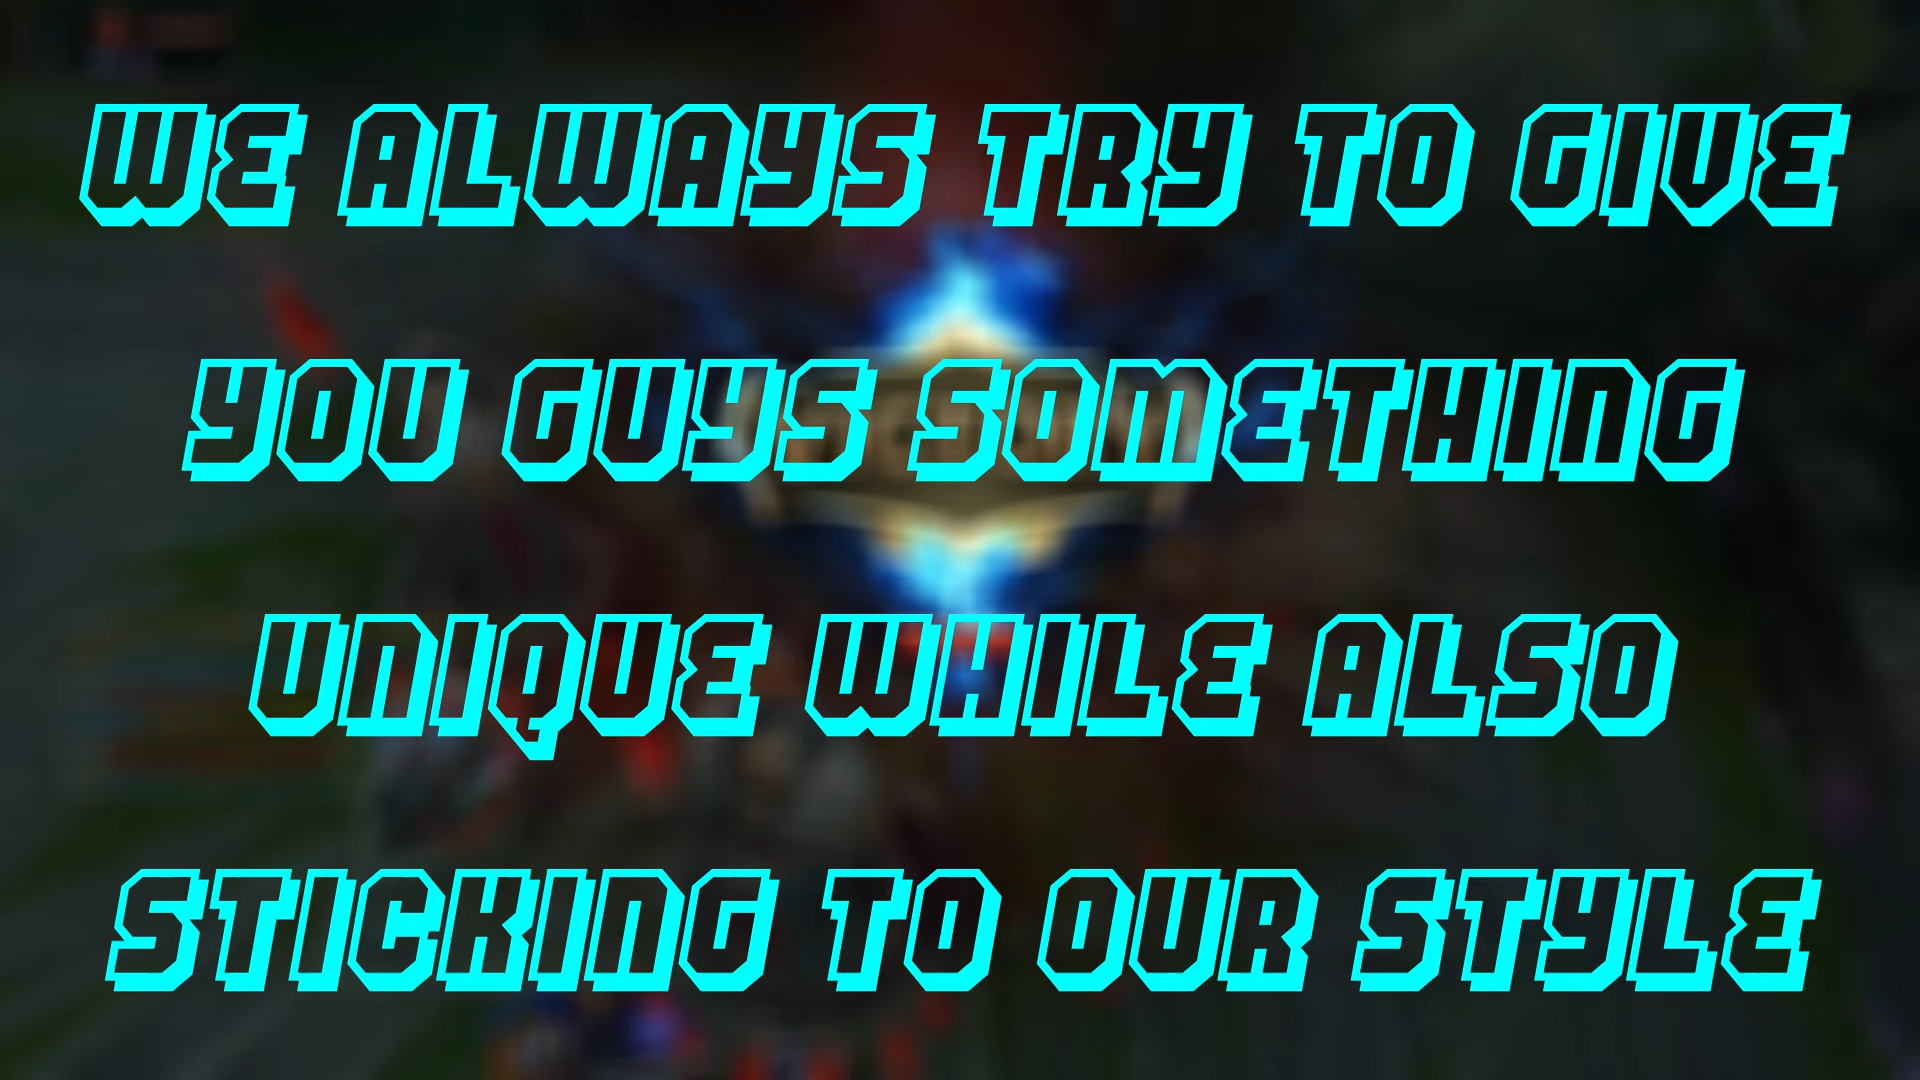 WE ALWAYS TRY TO GIVE
YOU GUYS SOMETHING
UNIQUE WHILE ALSO
STICKING TO OUR STYLE